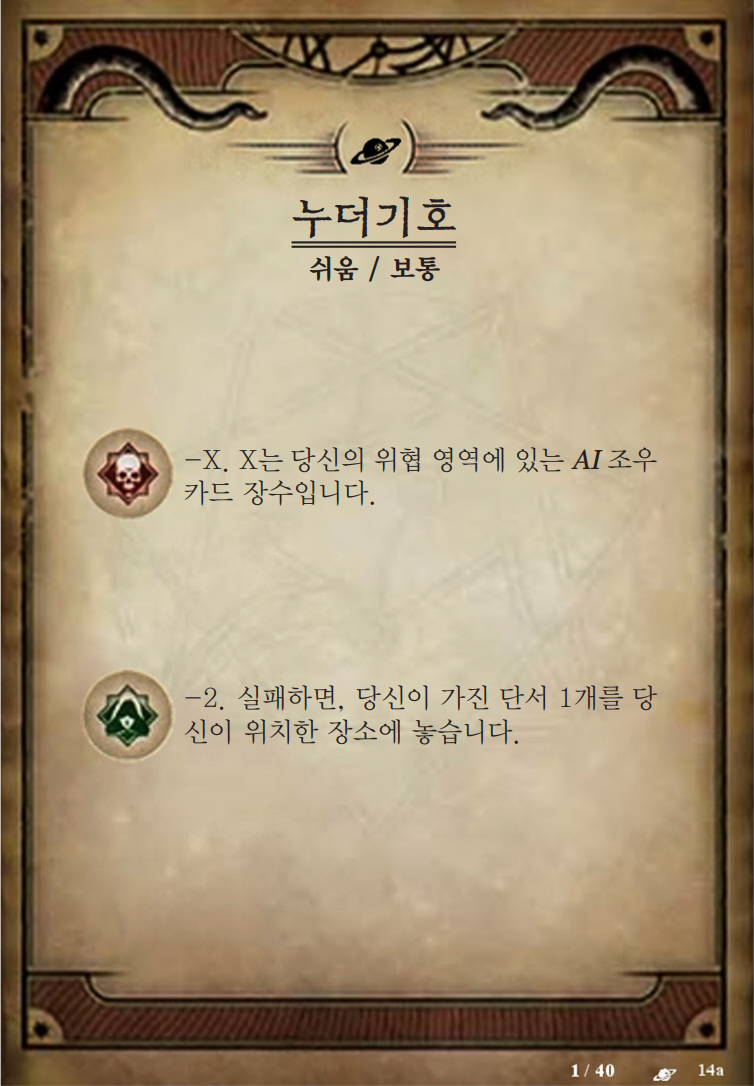 누더기호
쉬움 / 보통
-X. X는 당신의 위협 영역에 있는 AI 조우
카드 장수입니다.
-2. 실패하면, 당신이 가진 단서 1개를 당
신이 위치한 장소에 놓습니다.
1 / 40 14a